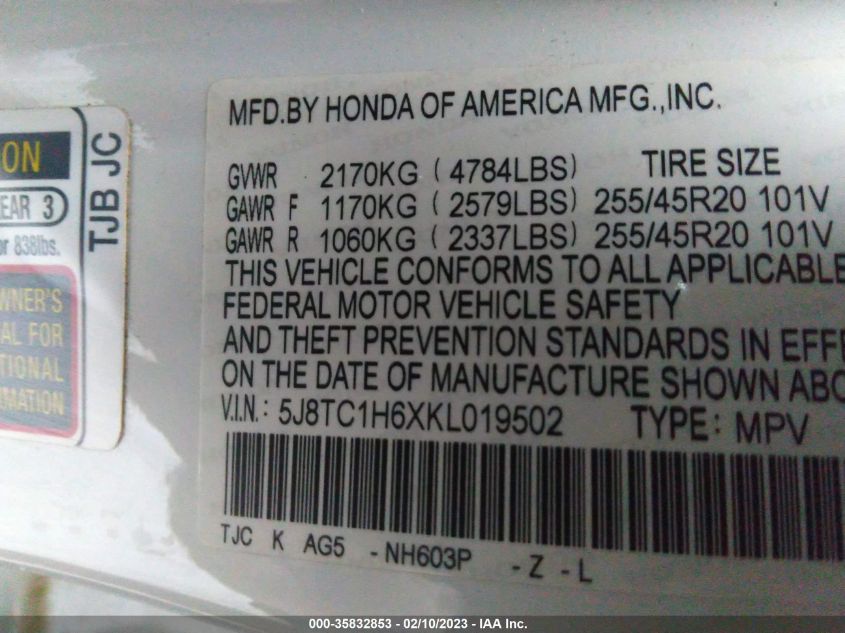 MFD.BY HONDA OF AMERICA MFG.,INC.
GVWR 2170KG ( 4784LBS) TIRE SIZE
GAWR F 1170KG ( 2579LBS) 255/45R20 101V
GAWR R 1060KG ( 2337LBS) 255/45R20 101V
THIS VEHICLE CONFORMS TO ALL APPLICABLE
FEDERAL MOTOR VEHICLE SAFETY
AND THEFT PREVENTION STANDARDS IN EFFE
ON THE DATE OF MANUFACTURE SHOWN ABO
V.I.N.: 5J8TC1H6XKL019502 TYPE: MPV
TJC K AG5 -NH603P -Z -L
ON
EAR 3
or 838lbs.
WNER'S
AL FOR
TIONAL
RMATION
TJB JC
000-35832853 - 02/10/2023 - IAA Inc.